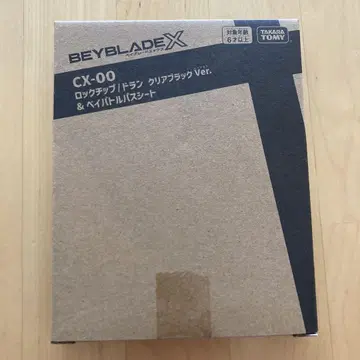 BEYBLADE X
ベイブレードエックス
対象年齢
6才以上
TAKARA
TOMY
CX-00
ロックチップ/ドラン クリアブラック Ver.
& ベイバトルパスシート